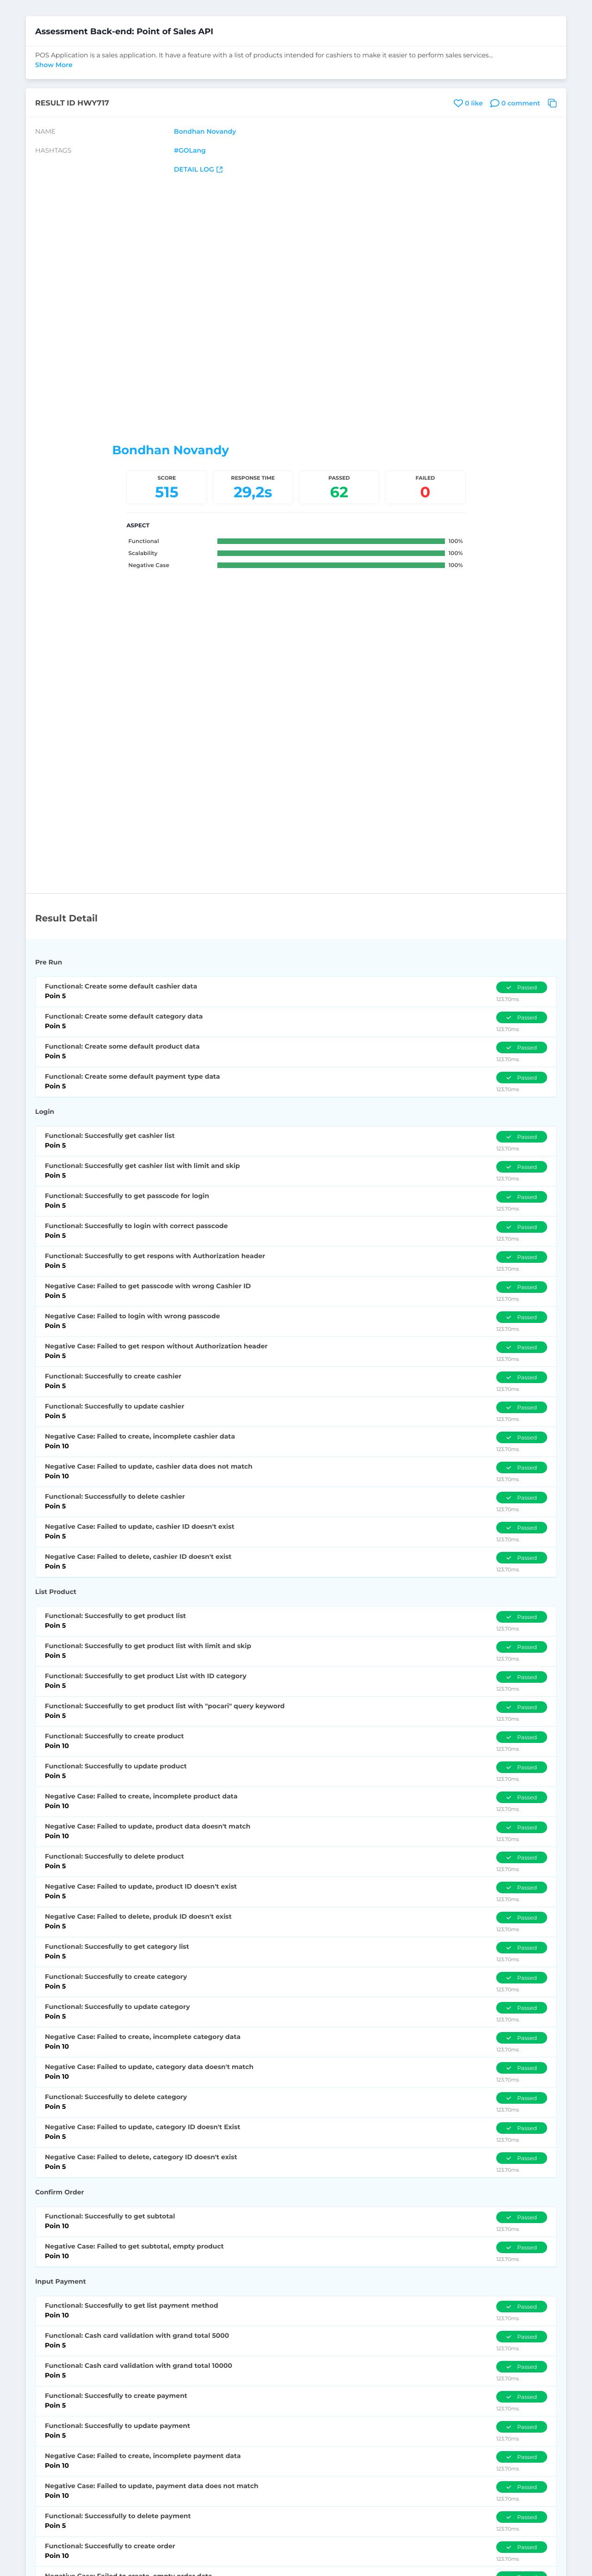 Assessment Back-end: Point of Sales API
POS Application is a sales application. It have a feature with a list of products intended for cashiers to make it easier to perform sales services...
Show More
RESULT ID HWY717
0 like
0 comment
NAME
Bondhan Novandy
HASHTAGS
#GOLang
DETAIL LOG
Bondhan Novandy
SCORE
515
RESPONSE TIME
29,2s
PASSED
62
FAILED
0
ASPECT
Functional
100%
Scalability
100%
Negative Case
100%
Result Detail
Pre Run
Functional: Create some default cashier data
Poin 5
Passed
123.70ms
Functional: Create some default category data
Poin 5
Passed
123.70ms
Functional: Create some default product data
Poin 5
Passed
123.70ms
Functional: Create some default payment type data
Poin 5
Passed
123.70ms
Login
Functional: Succesfully get cashier list
Poin 5
Passed
123.70ms
Functional: Succesfully get cashier list with limit and skip
Poin 5
Passed
123.70ms
Functional: Succesfully to get passcode for login
Poin 5
Passed
123.70ms
Functional: Succesfully to login with correct passcode
Poin 5
Passed
123.70ms
Functional: Succesfully to get respons with Authorization header
Poin 5
Passed
123.70ms
Negative Case: Failed to get passcode with wrong Cashier ID
Poin 5
Passed
123.70ms
Negative Case: Failed to login with wrong passcode
Poin 5
Passed
123.70ms
Negative Case: Failed to get respon without Authorization header
Poin 5
Passed
123.70ms
Functional: Succesfully to create cashier
Poin 5
Passed
123.70ms
Functional: Succesfully to update cashier
Poin 5
Passed
123.70ms
Negative Case: Failed to create, incomplete cashier data
Poin 10
Passed
123.70ms
Negative Case: Failed to update, cashier data does not match
Poin 10
Passed
123.70ms
Functional: Successfully to delete cashier
Poin 5
Passed
123.70ms
Negative Case: Failed to update, cashier ID doesn't exist
Poin 5
Passed
123.70ms
Negative Case: Failed to delete, cashier ID doesn't exist
Poin 5
Passed
123.70ms
List Product
Functional: Succesfully to get product list
Poin 5
Passed
123.70ms
Functional: Succesfully to get product list with limit and skip
Poin 5
Passed
123.70ms
Functional: Succesfully to get product List with ID category
Poin 5
Passed
123.70ms
Functional: Succesfully to get product list with "pocari" query keyword
Poin 5
Passed
123.70ms
Functional: Succesfully to create product
Poin 10
Passed
123.70ms
Functional: Succesfully to update product
Poin 5
Passed
123.70ms
Negative Case: Failed to create, incomplete product data
Poin 10
Passed
123.70ms
Negative Case: Failed to update, product data doesn't match
Poin 10
Passed
123.70ms
Functional: Succesfully to delete product
Poin 5
Passed
123.70ms
Negative Case: Failed to update, product ID doesn't exist
Poin 5
Passed
123.70ms
Negative Case: Failed to delete, produk ID doesn't exist
Poin 5
Passed
123.70ms
Functional: Succesfully to get category list
Poin 5
Passed
123.70ms
Functional: Succesfully to create category
Poin 5
Passed
123.70ms
Functional: Succesfully to update category
Poin 5
Passed
123.70ms
Negative Case: Failed to create, incomplete category data
Poin 10
Passed
123.70ms
Negative Case: Failed to update, category data doesn't match
Poin 10
Passed
123.70ms
Functional: Succesfully to delete category
Poin 5
Passed
123.70ms
Negative Case: Failed to update, category ID doesn't Exist
Poin 5
Passed
123.70ms
Negative Case: Failed to delete, category ID doesn't exist
Poin 5
Passed
123.70ms
Confirm Order
Functional: Succesfully to get subtotal
Poin 10
Passed
123.70ms
Negative Case: Failed to get subtotal, empty product
Poin 10
Passed
123.70ms
Input Payment
Functional: Succesfully to get list payment method
Poin 10
Passed
123.70ms
Functional: Cash card validation with grand total 5000
Poin 5
Passed
123.70ms
Functional: Cash card validation with grand total 10000
Poin 5
Passed
123.70ms
Functional: Succesfully to create payment
Poin 5
Passed
123.70ms
Functional: Succesfully to update payment
Poin 5
Passed
123.70ms
Negative Case: Failed to create, incomplete payment data
Poin 10
Passed
123.70ms
Negative Case: Failed to update, payment data does not match
Poin 10
Passed
123.70ms
Functional: Successfully to delete payment
Poin 5
Passed
123.70ms
Functional: Succesfully to create order
Poin 10
Passed
123.70ms